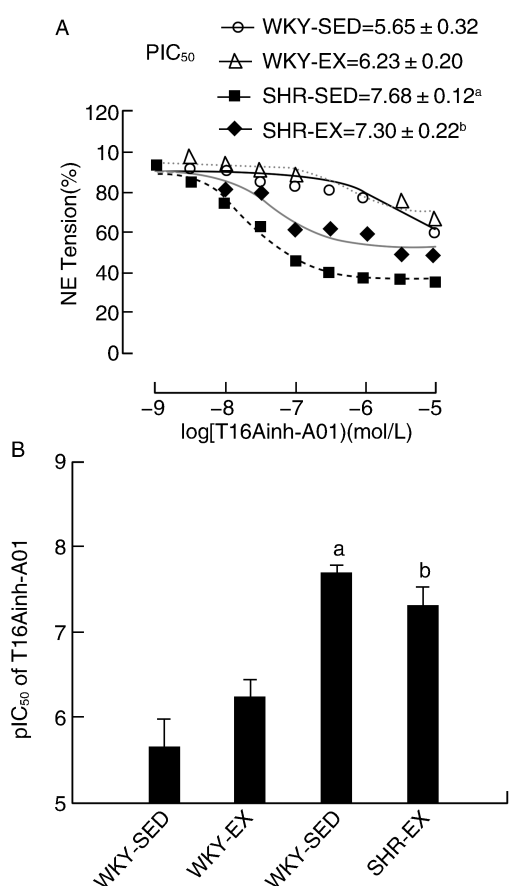 A
PIC50
WKY-SED=5.65 ± 0.32
WKY-EX=6.23 ± 0.20
SHR-SED=7.68 ± 0.12a
SHR-EX=7.30 ± 0.22b
NE Tension(%)
120
10
80
60
40
20
0
−9 −8 −7 −6 −5
log[T16Ainh-A01)(mol/L)
B
pIC50 of T16Ainh-A01
9
8
7
6
5
a
b
WKY-SED
WKY-EX
WKY-SED
SHR-EX